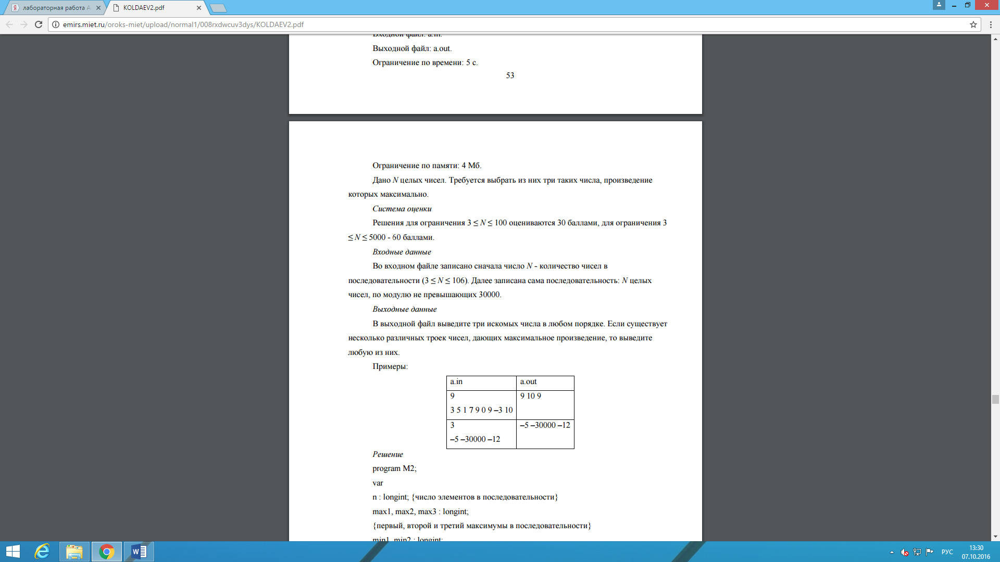 лабораторная работа А
KOLDAEV2.pdf
emirs.miet.ru/oroks-miet/upload/normal1/008rxdwcuv3dys/KOLDAEV2.pdf
Входной файл: a.in.
Выходной файл: a.out.
Ограничение по времени: 5 с.
53
Ограничение по памяти: 4 Мб.
Дано N целых чисел. Требуется выбрать из них три таких числа, произведение
которых максимально.
Система оценки
Решения для ограничения 3 ≤ N ≤ 100 оцениваются 30 баллами, для ограничения 3
≤ N ≤ 5000 - 60 баллами.
Входные данные
Во входном файле записано сначала число N - количество чисел в
последовательности (3 ≤ N ≤ 106). Далее записана сама последовательность: N целых
чисел, по модулю не превышающих 30000.
Выходные данные
В выходной файл выведите три искомых числа в любом порядке. Если существует
несколько различных троек чисел, дающих максимальное произведение, то выведите
любую из них.
Примеры:
a.in a.out
9 9 10 9
3 5 1 7 9 0 9 –3 10
3 –5 –30000 –12
–5 –30000 –12
Решение
program M2;
var
n : longint; {число элементов в последовательности}
max1, max2, max3 : longint;
{первый, второй и третий максимумы в последовательности}
min1, min2 : longint;
РУС
13:30
07.10.2016